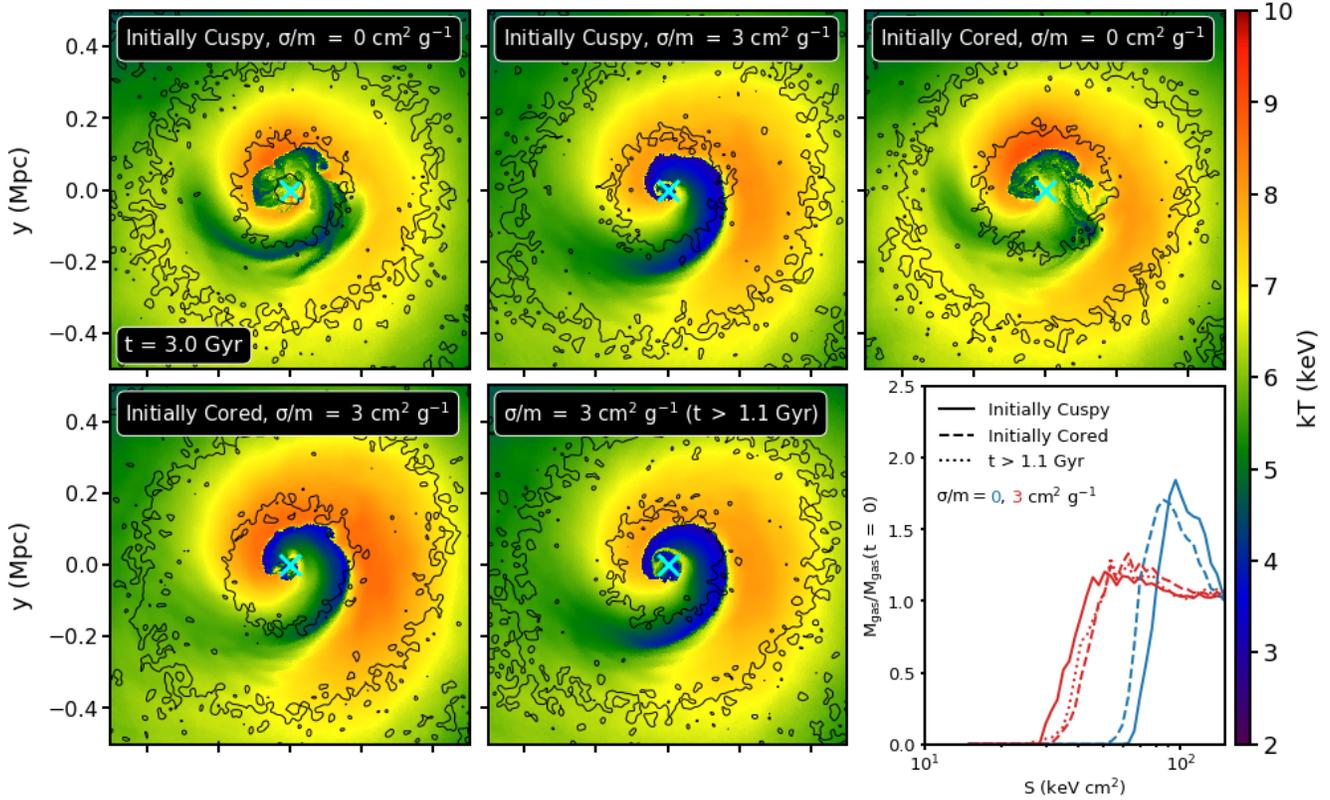 Initially Cuspy, σ/m = 0 cm² g⁻¹
Initially Cuspy, σ/m = 3 cm² g⁻¹
Initially Cored, σ/m = 0 cm² g⁻¹
10
9
8
7
6
5
4
3
2
kT (keV)
0.4
0.2
0.0
−0.2
−0.4
y (Mpc)
t = 3.0 Gyr
Initially Cored, σ/m = 3 cm² g⁻¹
σ/m = 3 cm² g⁻¹ (t > 1.1 Gyr)
0.4
0.2
0.0
−0.2
−0.4
y (Mpc)
2.5
2.0
1.5
1.0
0.5
0.0
M_gas/M_gas(t = 0)
Initially Cuspy
Initially Cored
t > 1.1 Gyr
σ/m = 0, 3 cm² g⁻¹
10¹
10²
S (keV cm²)